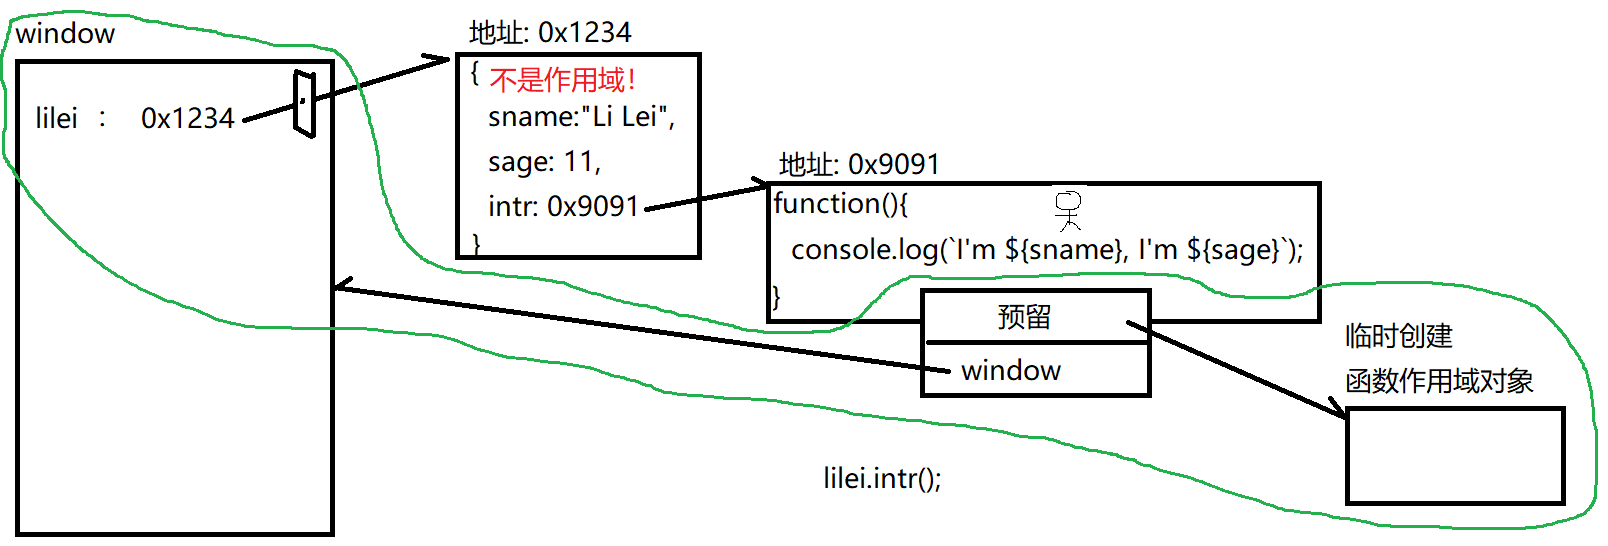 window
lilei : 0x1234
地址: 0x1234
{ 不是作用域！
sname:"Li Lei",
sage: 11,
intr: 0x9091
}
地址: 0x9091
function(){
console.log(`I'm ${sname}, I'm ${sage}`);
}
预留
window
临时创建
函数作用域对象
lilei.intr();